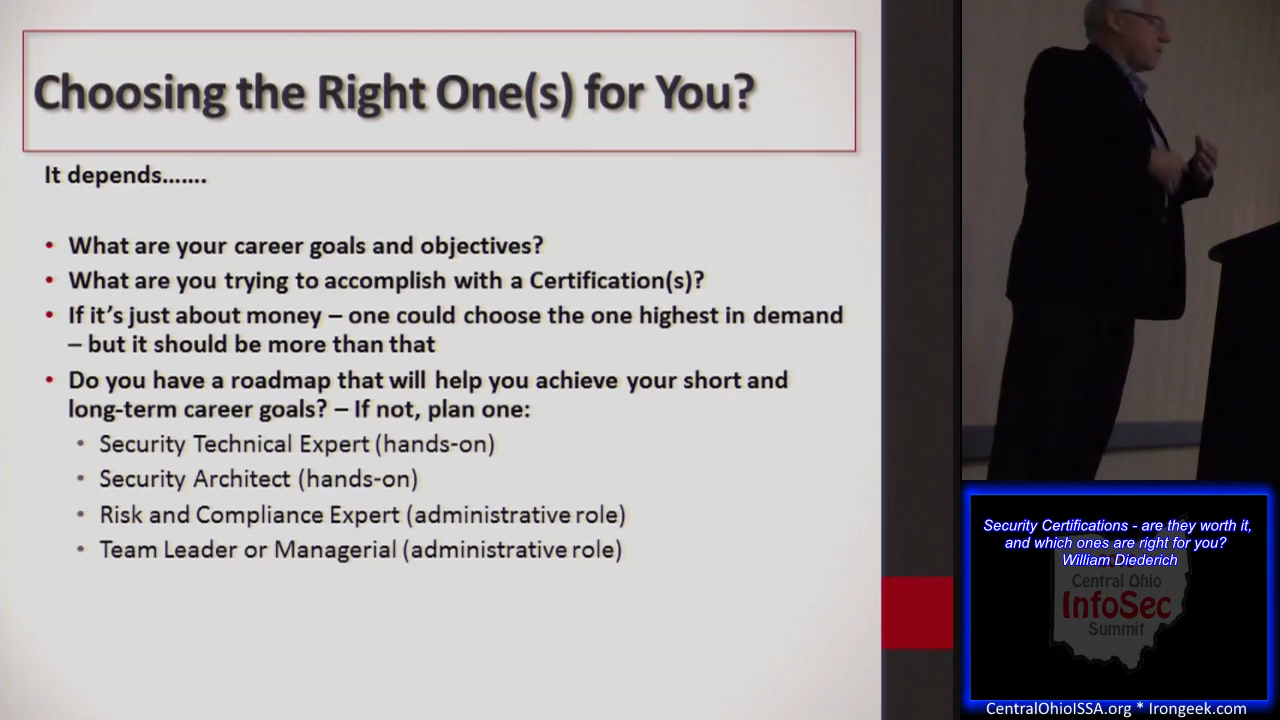 Choosing the Right One(s) for You?
It depends…….
• What are your career goals and objectives?
• What are you trying to accomplish with a Certification(s)?
• If it’s just about money – one could choose the one highest in demand
– but it should be more than that
• Do you have a roadmap that will help you achieve your short and
long-term career goals? – If not, plan one:
• Security Technical Expert (hands-on)
• Security Architect (hands-on)
• Risk and Compliance Expert (administrative role)
• Team Leader or Managerial (administrative role)
Security Certifications - are they worth it,
and which ones are right for you?
William Diederich
Central Ohio
InfoSec
Summit
CentralOhioISSA.org * Irongeek.com